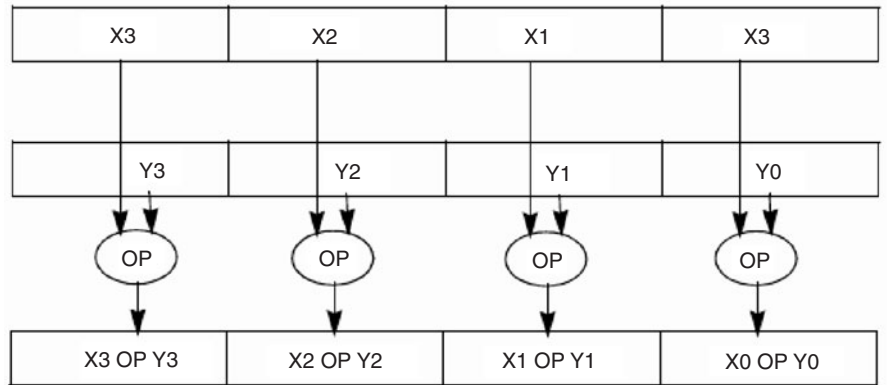 X3 X2 X1 X3
Y3 Y2 Y1 Y0
OP OP OP OP
X3 OP Y3 X2 OP Y2 X1 OP Y1 X0 OP Y0